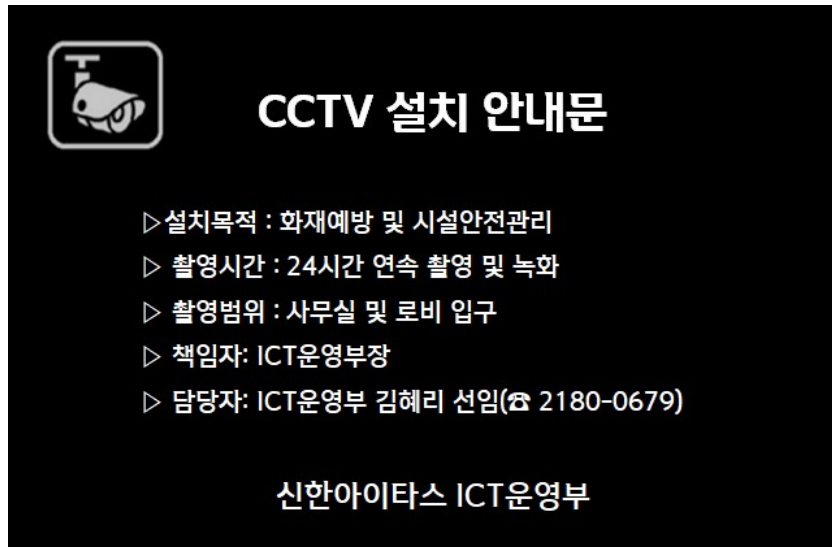 CCTV 설치 안내문
▷설치목적 : 화재예방 및 시설안전관리
▷ 촬영시간 : 24시간 연속 촬영 및 녹화
▷ 촬영범위 : 사무실 및 로비 입구
▷ 책임자: ICT운영부장
▷ 담당자: ICT운영부 김혜리 선임(☎ 2180-0679)
신한아이타스 ICT운영부